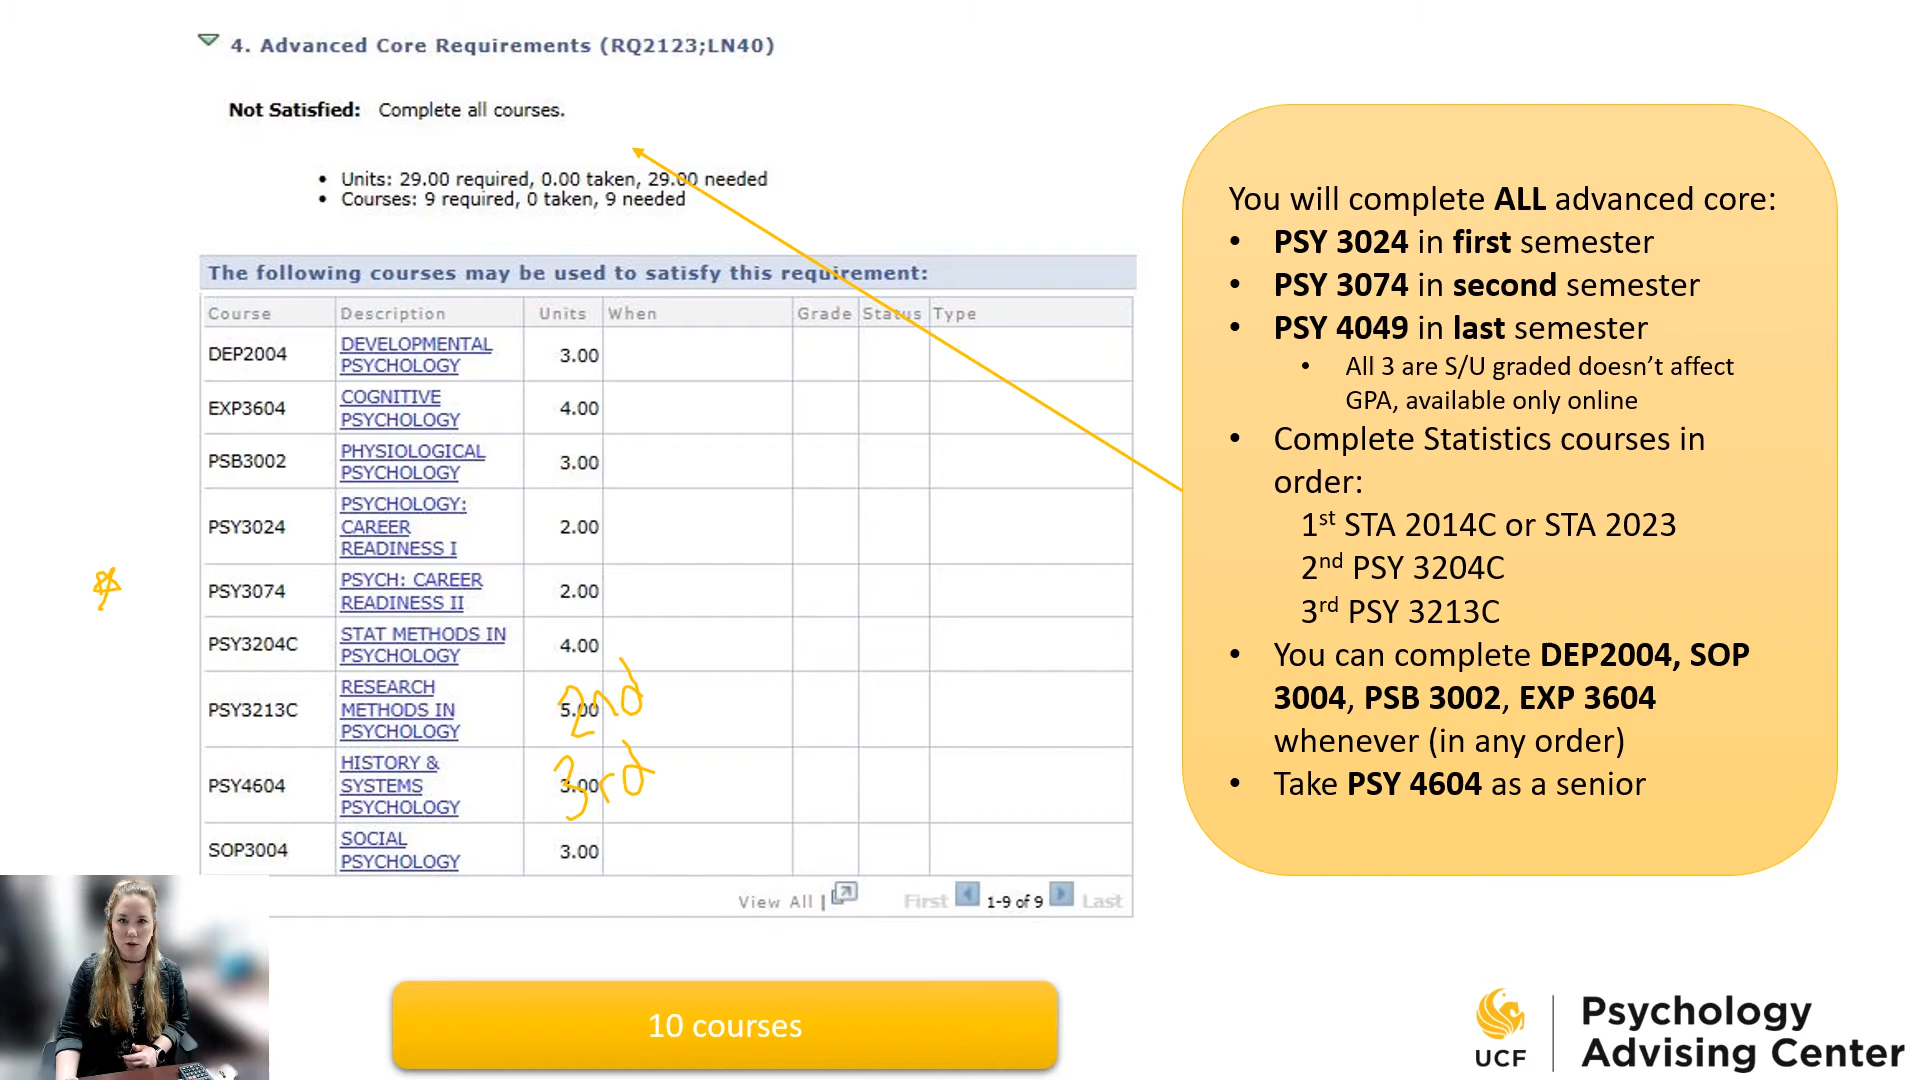 4. Advanced Core Requirements (RQ2123;LN40)
Not Satisfied: Complete all courses.
• Units: 29.00 required, 0.00 taken, 29.00 needed
• Courses: 9 required, 0 taken, 9 needed
The following courses may be used to satisfy this requirement:
Course Description Units When Grade Status Type
DEP2004 DEVELOPMENTAL PSYCHOLOGY 3.00
EXP3604 COGNITIVE PSYCHOLOGY 4.00
PSB3002 PHYSIOLOGICAL PSYCHOLOGY 3.00
PSY3024 PSYCHOLOGY: CAREER READINESS I 2.00
PSY3074 PSYCH: CAREER READINESS II 2.00
PSY3204C STAT METHODS IN PSYCHOLOGY 4.00
PSY3213C RESEARCH METHODS IN PSYCHOLOGY 5.00
2nd
PSY4604 HISTORY & SYSTEMS PSYCHOLOGY 3.00
3rd
SOP3004 SOCIAL PSYCHOLOGY 3.00
View All | First 1-9 of 9 Last
You will complete ALL advanced core:
• PSY 3024 in first semester
• PSY 3074 in second semester
• PSY 4049 in last semester
• All 3 are S/U graded doesn't affect
GPA, available only online
• Complete Statistics courses in
order:
1st STA 2014C or STA 2023
2nd PSY 3204C
3rd PSY 3213C
• You can complete DEP2004, SOP
3004, PSB 3002, EXP 3604
whenever (in any order)
• Take PSY 4604 as a senior
10 courses
UCF
Psychology
Advising Center